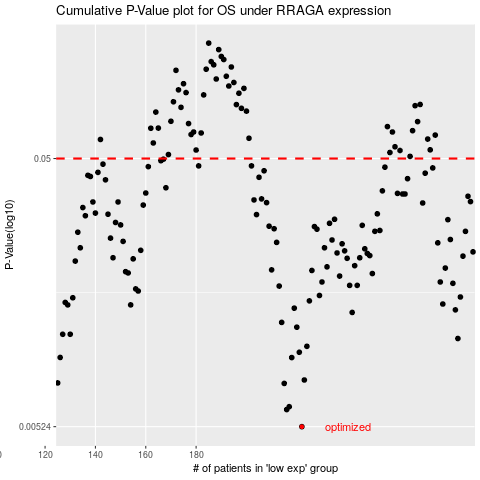 Cumulative P-Value plot for OS under RRAGA expression
P-Value(log10)
0.05
0.00524
optimized
0 120 140 160 180
# of patients in 'low exp' group